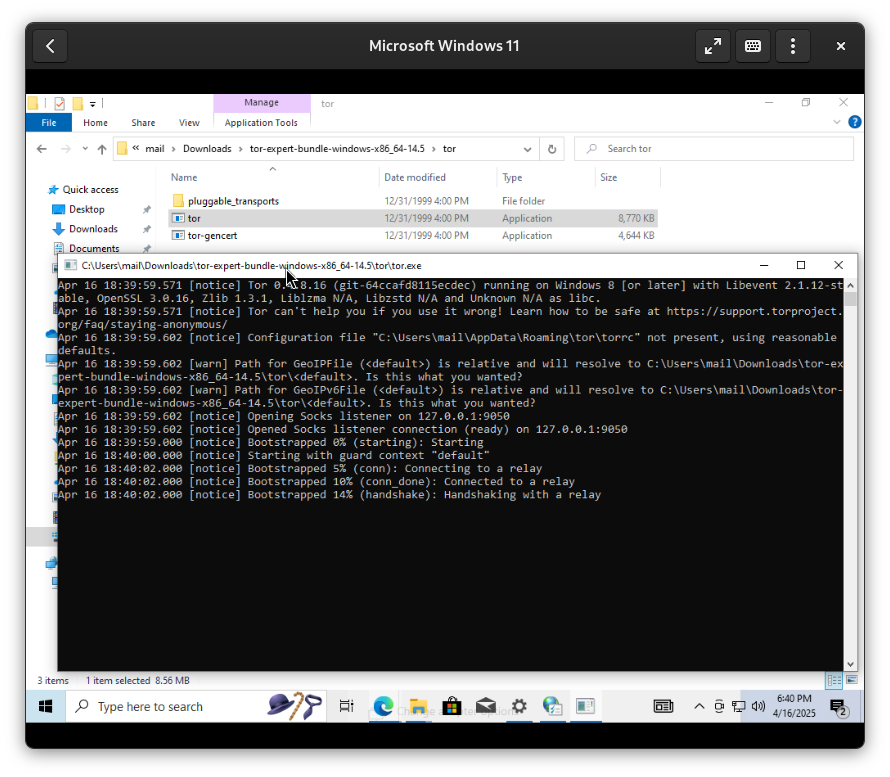 Microsoft Windows 11
Manage
tor
File
Home
Share
View
Application Tools
« mail > Downloads > tor-expert-bundle-windows-x86_64-14.5 > tor
Search tor
Name
Date modified
Type
Size
Quick access
Desktop
Downloads
Documents
pluggable_transports 12/31/1999 4:00 PM File folder
tor 12/31/1999 4:00 PM Application 8,770 KB
tor-gencert 12/31/1999 4:00 PM Application 4,644 KB
C:\Users\mail\Downloads\tor-expert-bundle-windows-x86_64-14.5\tor\tor.exe
Apr 16 18:39:59.571 [notice] Tor 8.16 (git-64ccafd8115ecdec) running on Windows 8 [or later] with Libevent 2.1.12-st
able, OpenSSL 3.0.16, Zlib 1.3.1, Liblzma N/A, Libzstd N/A and Unknown N/A as libc.
Apr 16 18:39:59.571 [notice] Tor can't help you if you use it wrong! Learn how to be safe at https://support.torproject.
org/faq/staying-anonymous/
Apr 16 18:39:59.602 [notice] Configuration file "C:\Users\mail\AppData\Roaming\tor\torrc" not present, using reasonable
defaults.
Apr 16 18:39:59.602 [warn] Path for GeoIPFile (<default>) is relative and will resolve to C:\Users\mail\Downloads\tor-ex
pert-bundle-windows-x86_64-14.5\tor\<default>. Is this what you wanted?
Apr 16 18:39:59.602 [warn] Path for GeoIPv6File (<default>) is relative and will resolve to C:\Users\mail\Downloads\tor-
expert-bundle-windows-x86_64-14.5\tor\<default>. Is this what you wanted?
Apr 16 18:39:59.602 [notice] Opening Socks listener on 127.0.0.1:9050
Apr 16 18:39:59.602 [notice] Opened Socks listener connection (ready) on 127.0.0.1:9050
Apr 16 18:39:59.000 [notice] Bootstrapped 0% (starting): Starting
Apr 16 18:40:00.000 [notice] Starting with guard context "default"
Apr 16 18:40:02.000 [notice] Bootstrapped 5% (conn): Connecting to a relay
Apr 16 18:40:02.000 [notice] Bootstrapped 10% (conn_done): Connected to a relay
Apr 16 18:40:02.000 [notice] Bootstrapped 14% (handshake): Handshaking with a relay
3 items 1 item selected 8.56 MB
Type here to search
6:40 PM
4/16/2025
2